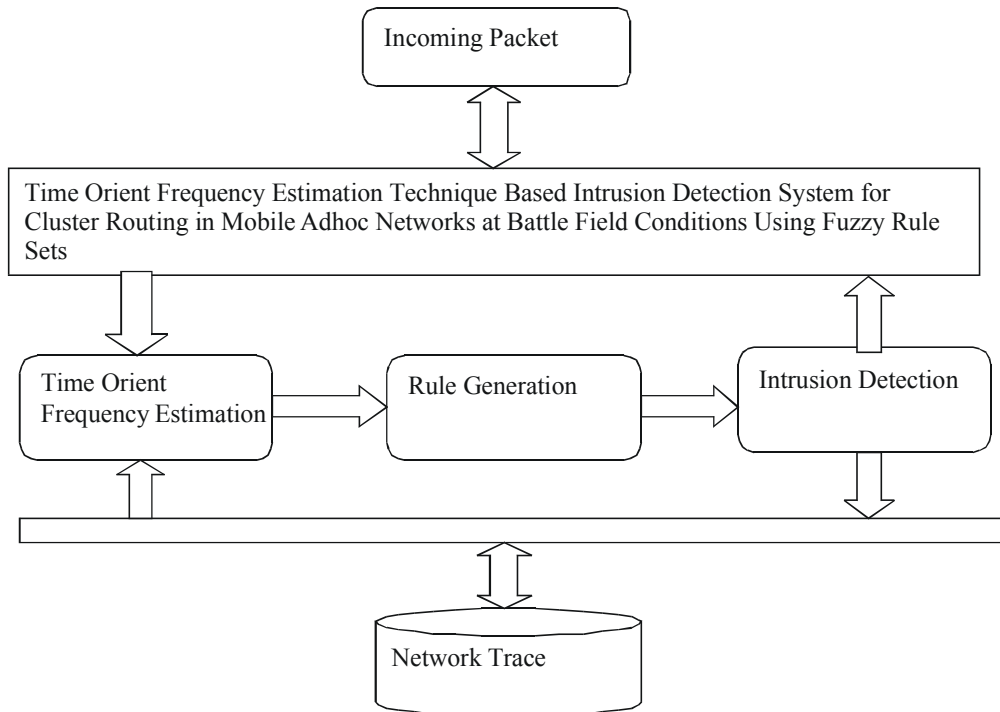 Incoming Packet
Time Orient Frequency Estimation Technique Based Intrusion Detection System for
Cluster Routing in Mobile Adhoc Networks at Battle Field Conditions Using Fuzzy Rule
Sets
Time Orient
Frequency Estimation
Rule Generation
Intrusion Detection
Network Trace